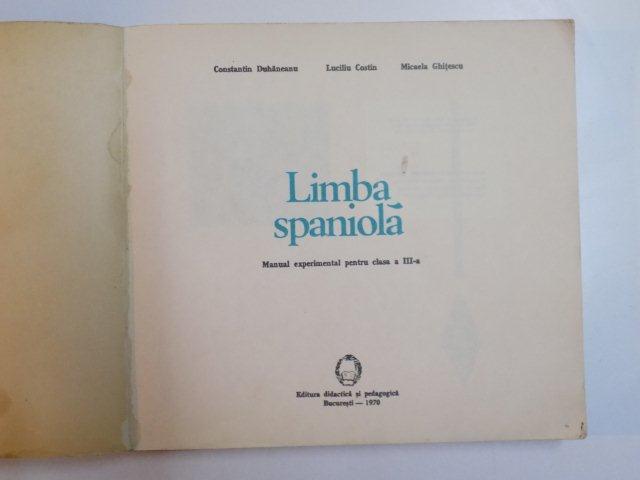 Constantin Duhăneanu Luciliu Costin Micaela Ghițescu
Limba
spaniolă
Manual experimental pentru clasa a III-a
Editura didactică și pedagogică
București — 1970